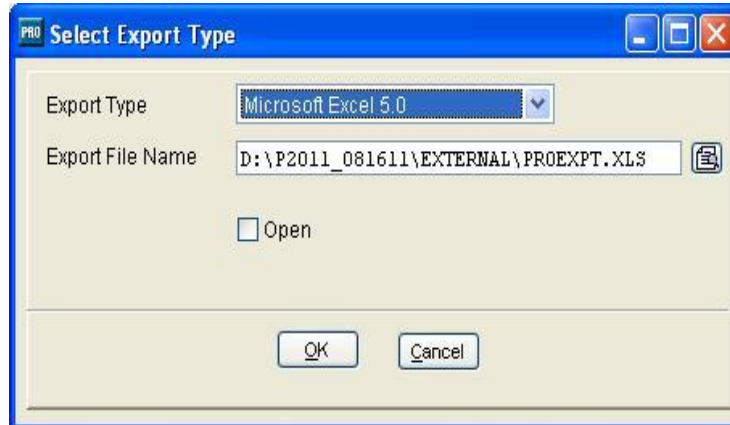 PRO Select Export Type
Export Type Microsoft Excel 5.0
Export File Name D:\P2011_081611\EXTERNAL\PROEXPT.XLS
Open
OK Cancel